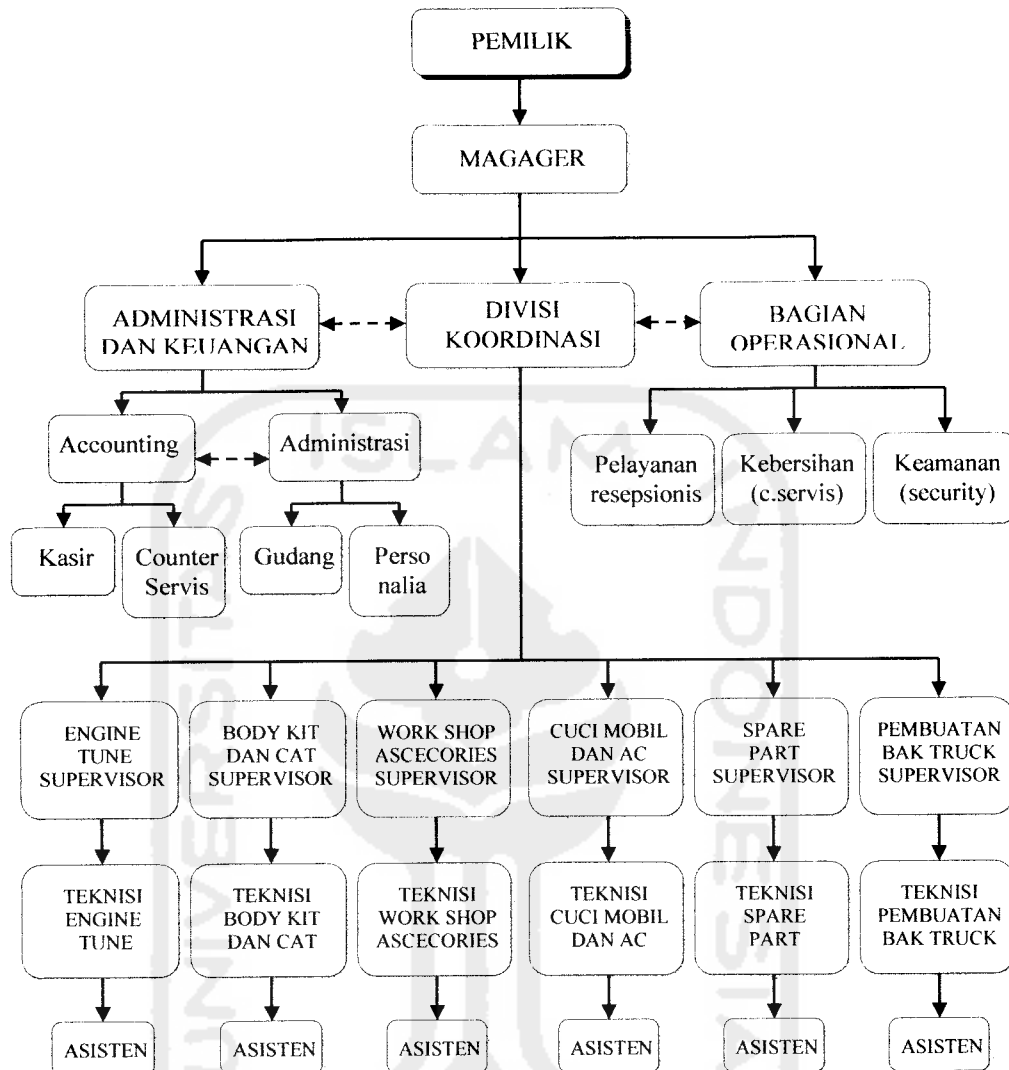 PEMILIK
MAGAGER
ADMINISTRASI
DAN KEUANGAN
DIVISI
KOORDINASI
BAGIAN
OPERASIONAL
Accounting
Administrasi
Pelayanan
resepsionis
Kebersihan
(c.servis)
Keamanan
(security)
Kasir
Counter
Servis
Gudang
Perso
nalia
ENGINE
TUNE
SUPERVISOR
BODY KIT
DAN CAT
SUPERVISOR
WORK SHOP
ASCECORIES
SUPERVISOR
CUCI MOBIL
DAN AC
SUPERVISOR
SPARE
PART
SUPERVISOR
PEMBUATAN
BAK TRUCK
SUPERVISOR
TEKNISI
ENGINE
TUNE
TEKNISI
BODY KIT
DAN CAT
TEKNISI
WORK SHOP
ASCECORIES
TEKNISI
CUCI MOBIL
DAN AC
TEKNISI
SPARE
PART
TEKNISI
PEMBUATAN
BAK TRUCK
ASISTEN
ASISTEN
ASISTEN
ASISTEN
ASISTEN
ASISTEN
UNIVERSITAS
ISLAM
INDONESIA